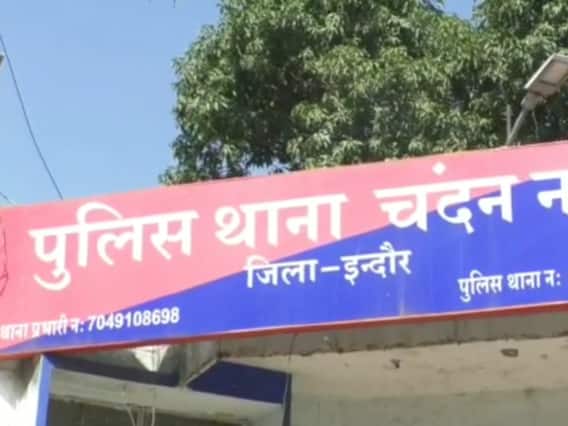 पुलिस थाना चंदन न
जिला-इन्दौर
थाना प्रभारी न: 7049108698
पुलिस थाना न: